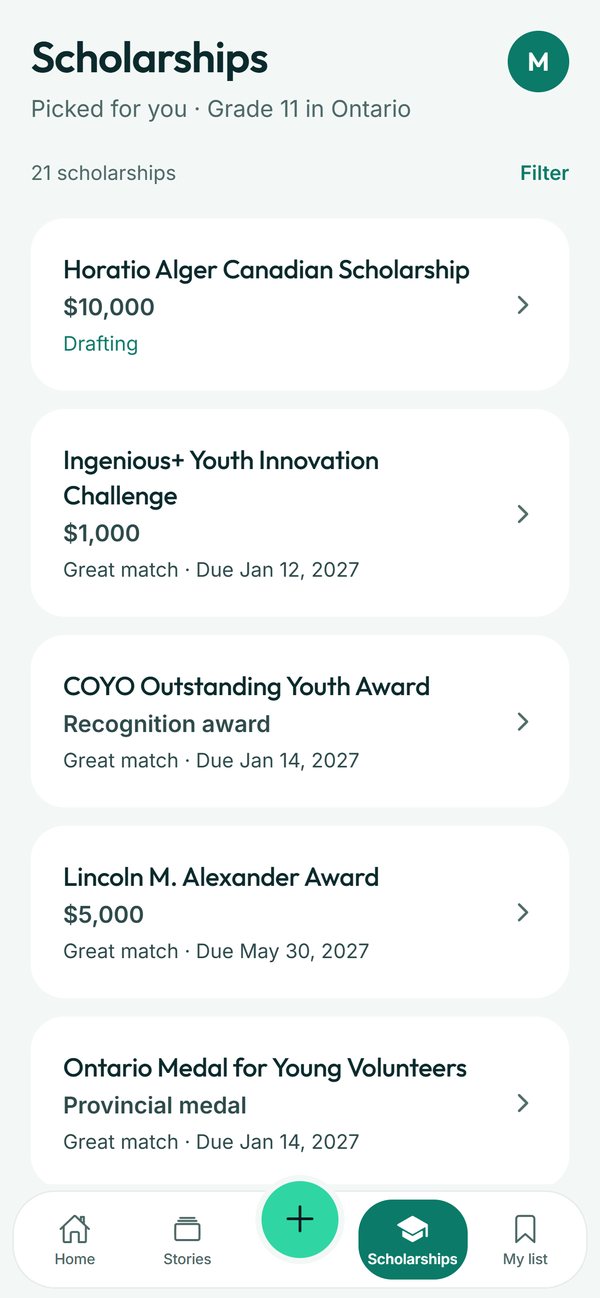 Scholarships
M
Picked for you · Grade 11 in Ontario
21 scholarships
Filter
Horatio Alger Canadian Scholarship
$10,000
Drafting
Ingenious+ Youth Innovation
Challenge
$1,000
Great match · Due Jan 12, 2027
COYO Outstanding Youth Award
Recognition award
Great match · Due Jan 14, 2027
Lincoln M. Alexander Award
$5,000
Great match · Due May 30, 2027
Ontario Medal for Young Volunteers
Provincial medal
Great match · Due Jan 14, 2027
Home
Stories
Scholarships
My list